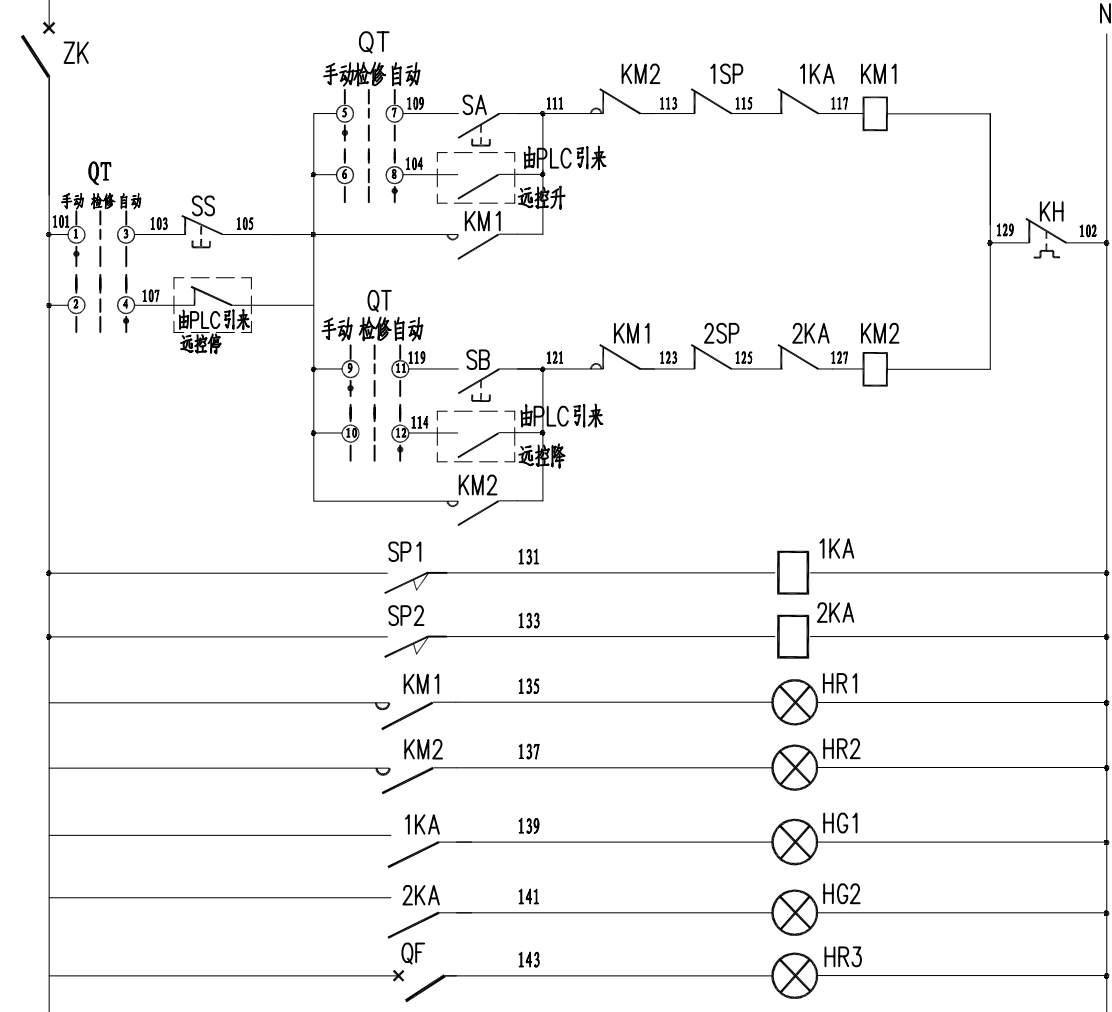 N
ZK
QT
手动 检修 自动
5 7 109 SA 111 KM2 113 1SP 115 1KA 117 KM1
6 8 104 由PLC引来
远控升
QT
手动 检修 自动
101 1 3 103 SS 105 KM1 129 KH 102
2 4 107 由PLC引来
远控停
QT
手动 检修 自动
9 11 119 SB 121 KM1 123 2SP 125 2KA 127 KM2
10 12 114 由PLC引来
远控降
KM2
SP1 131 1KA
SP2 133 2KA
KM1 135 HR1
KM2 137 HR2
1KA 139 HG1
2KA 141 HG2
QF 143 HR3